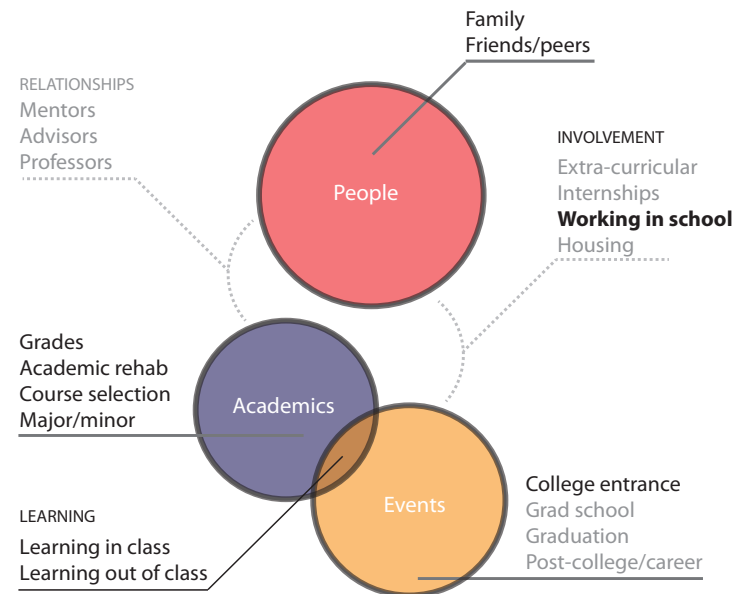 Family
Friends/peers
RELATIONSHIPS
Mentors
Advisors
Professors
INVOLVEMENT
Extra-curricular
Internships
Working in school
Housing
People
Grades
Academic rehab
Course selection
Major/minor
Academics
LEARNING
Learning in class
Learning out of class
Events
College entrance
Grad school
Graduation
Post-college/career